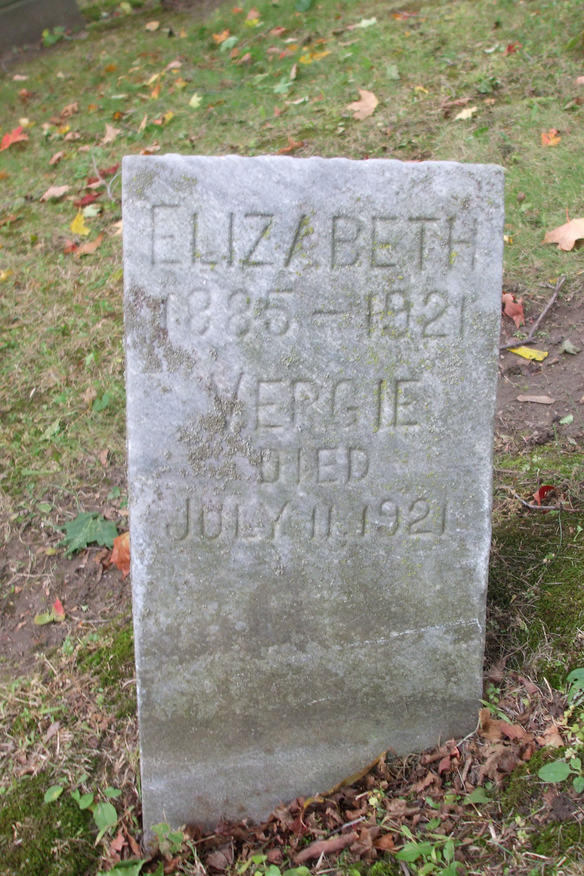 ELIZABETH
1885-1921
VERGIE
DIED
JULY 11, 1921